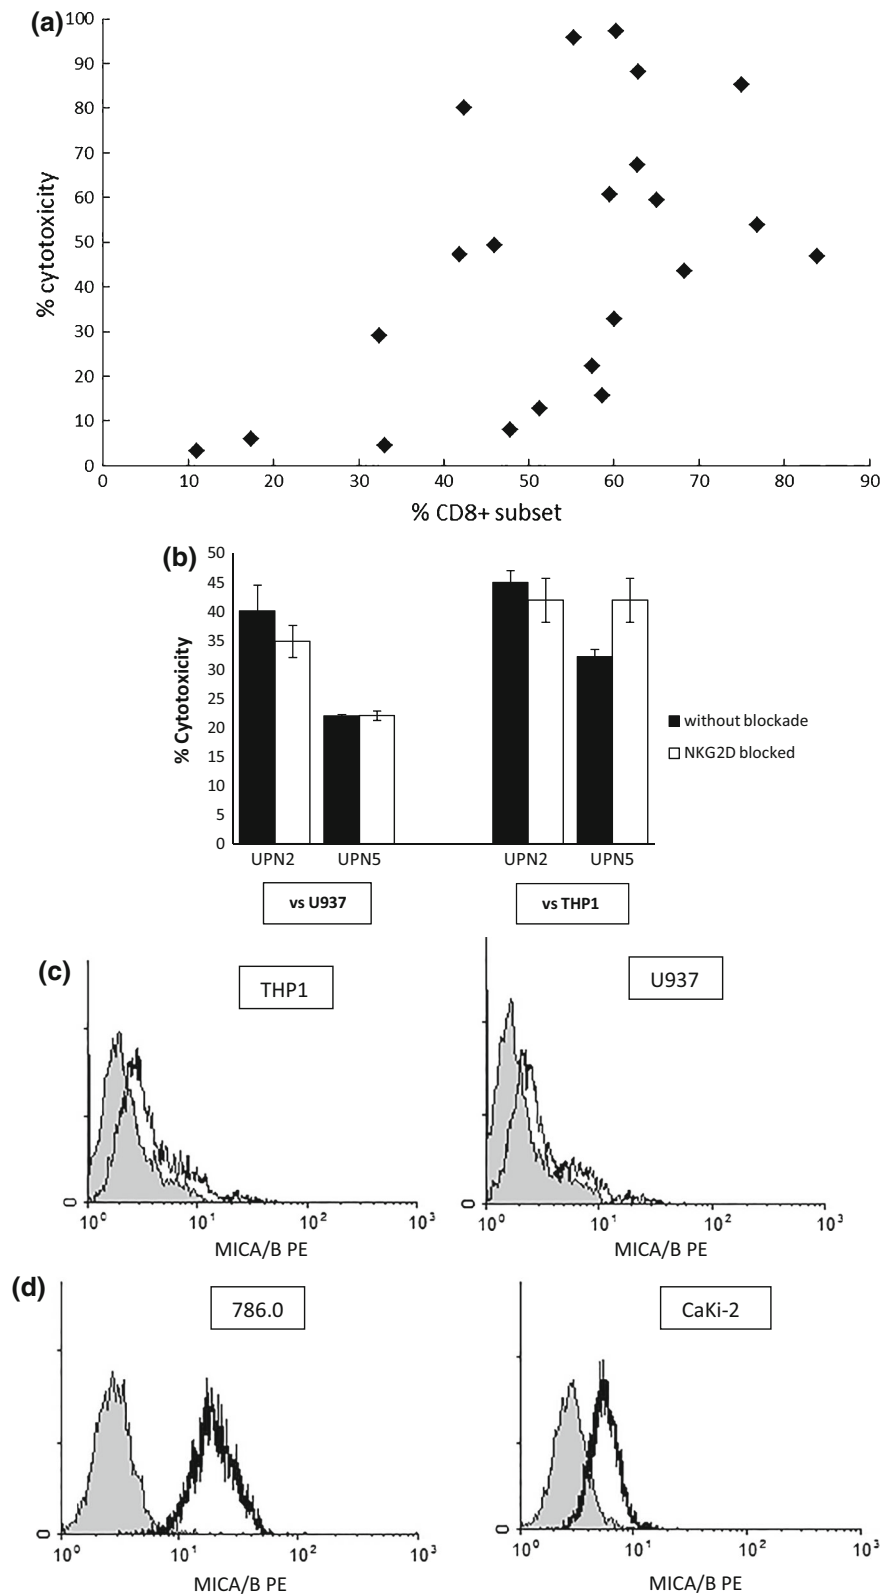 (a)
100
90
80
70
60
50
40
30
20
10
0
% cytotoxicity
0 10 20 30 40 50 60 70 80 90
% CD8+ subset
(b)
50
45
40
35
30
25
20
15
10
5
0
% Cytotoxicity
without blockade
NKG2D blocked
UPN2 UPN5 UPN2 UPN5
vs U937 vs THP1
(c)
THP1
0
10⁰ 10¹ 10² 10³
MICA/B PE
U937
0
10⁰ 10¹ 10² 10³
MICA/B PE
(d)
786.0
0
10⁰ 10¹ 10² 10³
MICA/B PE
CaKi-2
0
10⁰ 10¹ 10² 10³
MICA/B PE